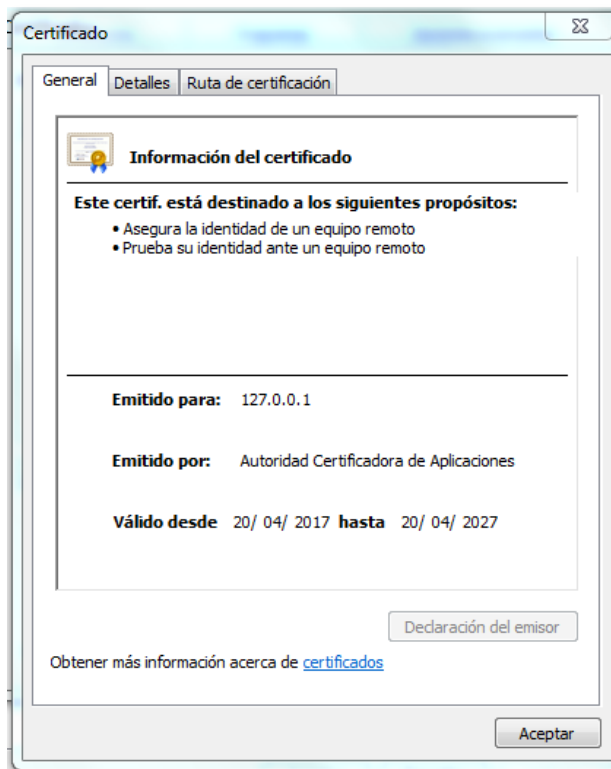 Certificado
General Detalles Ruta de certificación
Información del certificado
Este certif. está destinado a los siguientes propósitos:
• Asegura la identidad de un equipo remoto
• Prueba su identidad ante un equipo remoto
Emitido para: 127.0.0.1
Emitido por: Autoridad Certificadora de Aplicaciones
Válido desde 20/ 04/ 2017 hasta 20/ 04/ 2027
Declaración del emisor
Obtener más información acerca de certificados
Aceptar